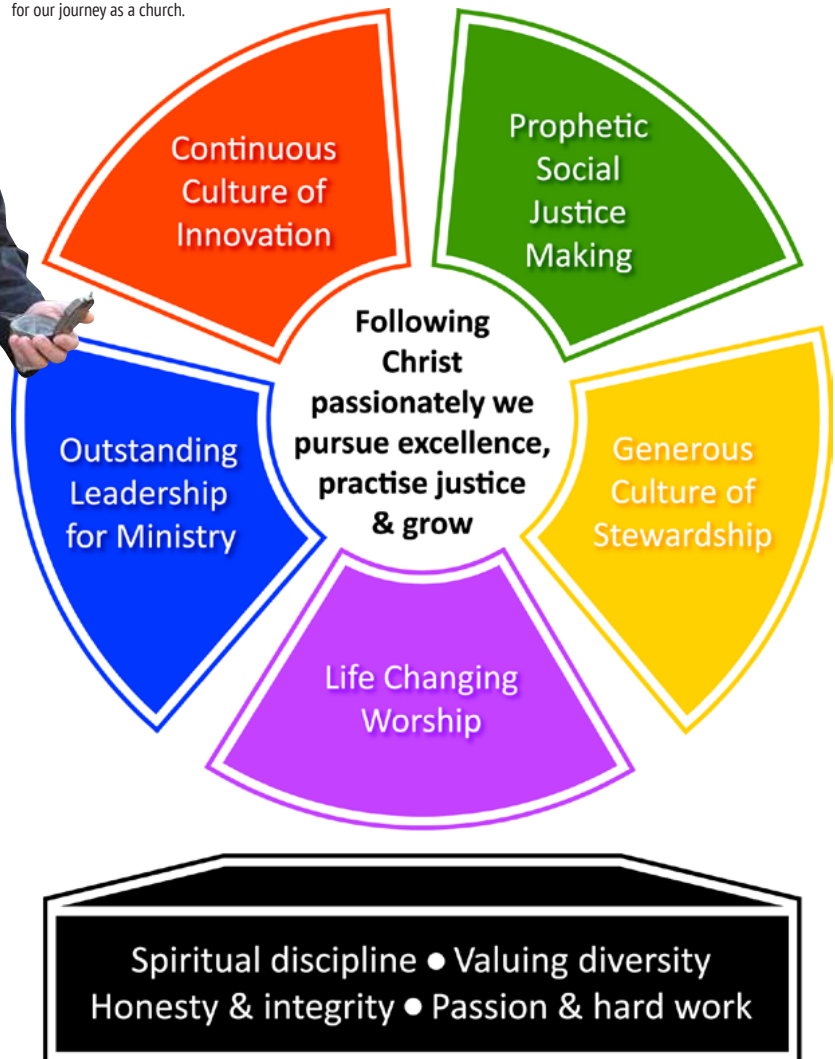 for our journey as a church.
Continuous
Culture of
Innovation
Prophetic
Social
Justice
Making
Following
Christ
passionately we
pursue excellence,
practise justice
& grow
Outstanding
Leadership
for Ministry
Generous
Culture of
Stewardship
Life Changing
Worship
Spiritual discipline ● Valuing diversity
Honesty & integrity ● Passion & hard work